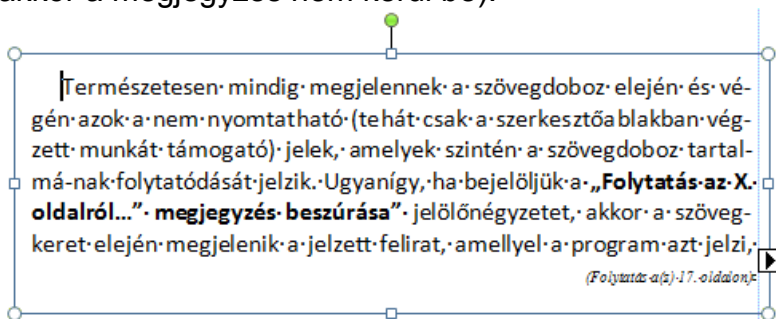 akkor a megjegyzés nem kerül be).
Természetesen mindig megjelennek a szövegdoboz elején és vé-
gén azok a nem nyomtatható (tehát csak a szerkesztőablakban vég-
zett munkát támogató) jelek, amelyek szintén a szövegdoboz tartal-
má-nak folytatódását jelzik. Ugyanígy, ha bejelöljük a „Folytatás az X.
oldalról…” megjegyzés beszúrása” jelölőnégyzetet, akkor a szöveg-
keret elején megjelenik a jelzett felirat, amellyel a program azt jelzi,
(Folytatás a(z) 17. oldalon)